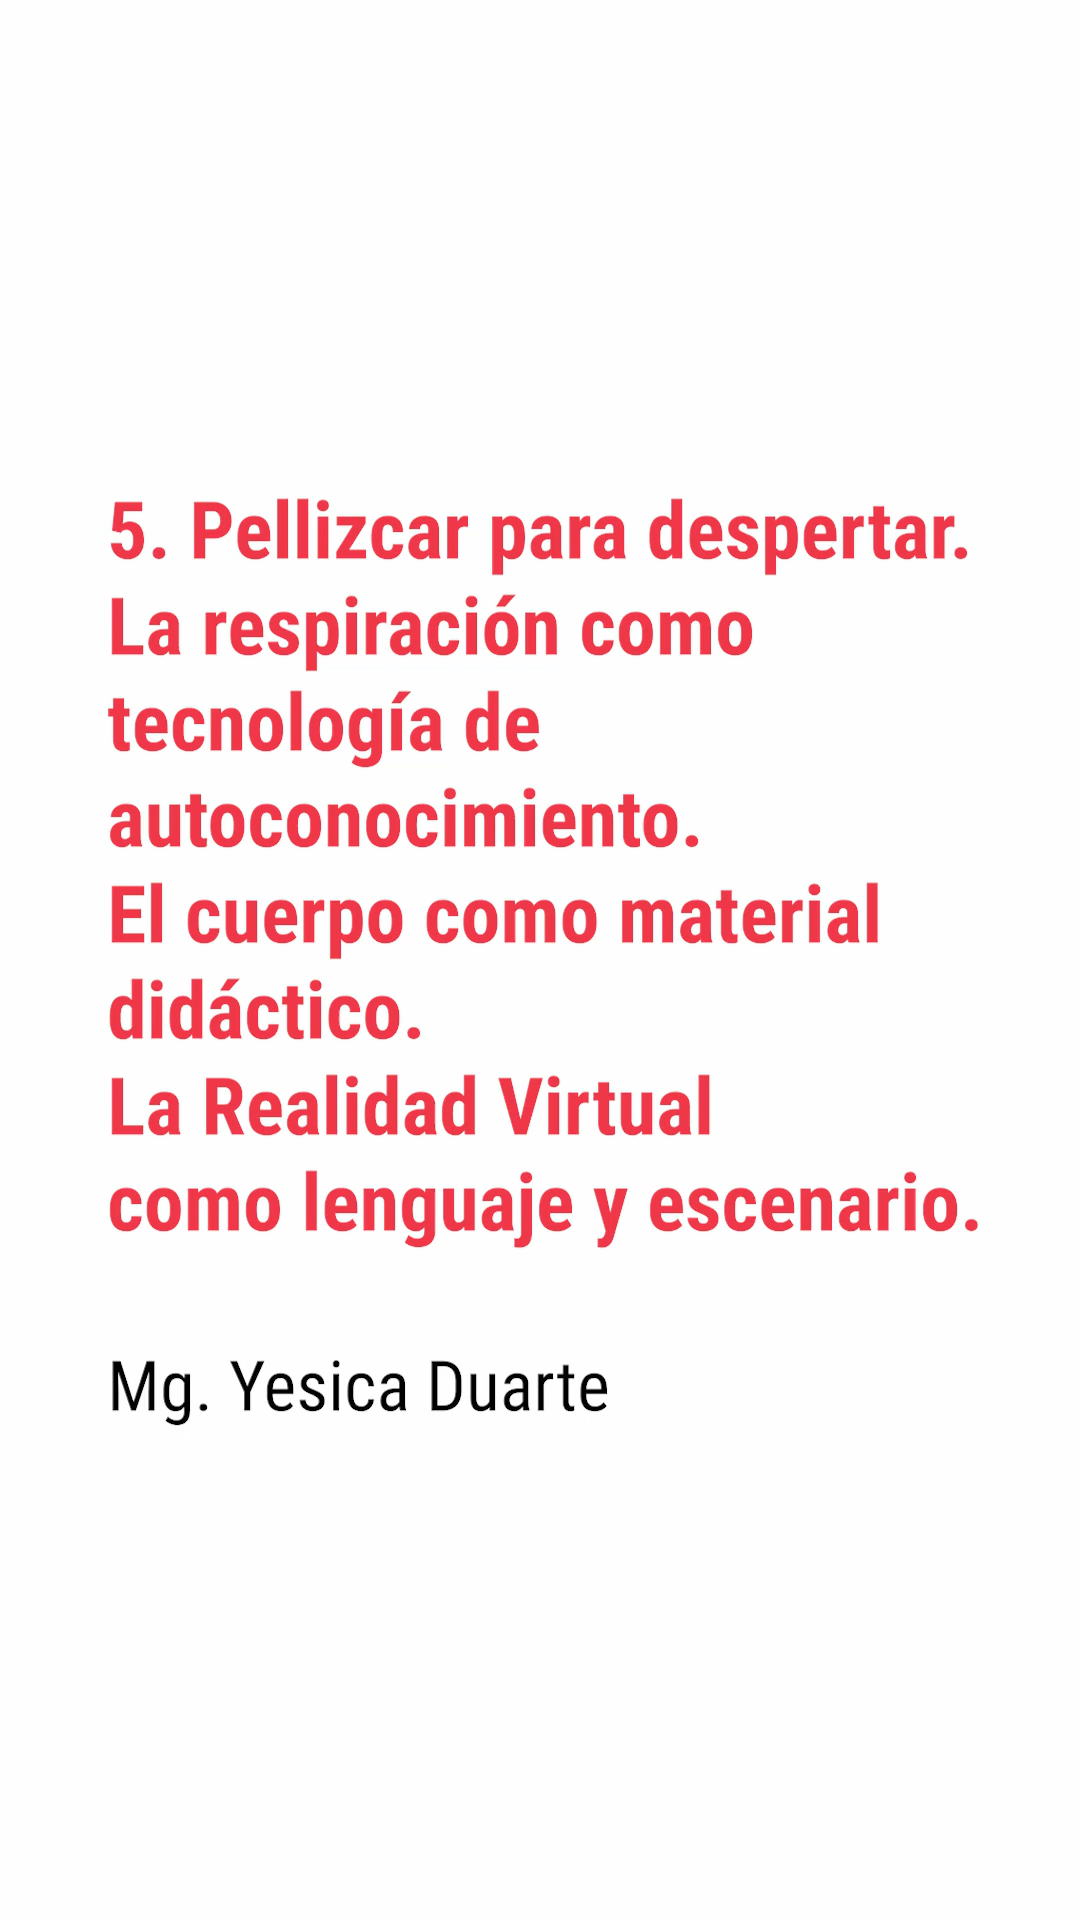 5. Pellizcar para despertar.
La respiración como
tecnología de
autoconocimiento.
El cuerpo como material
didáctico.
La Realidad Virtual
como lenguaje y escenario.
Mg. Yesica Duarte